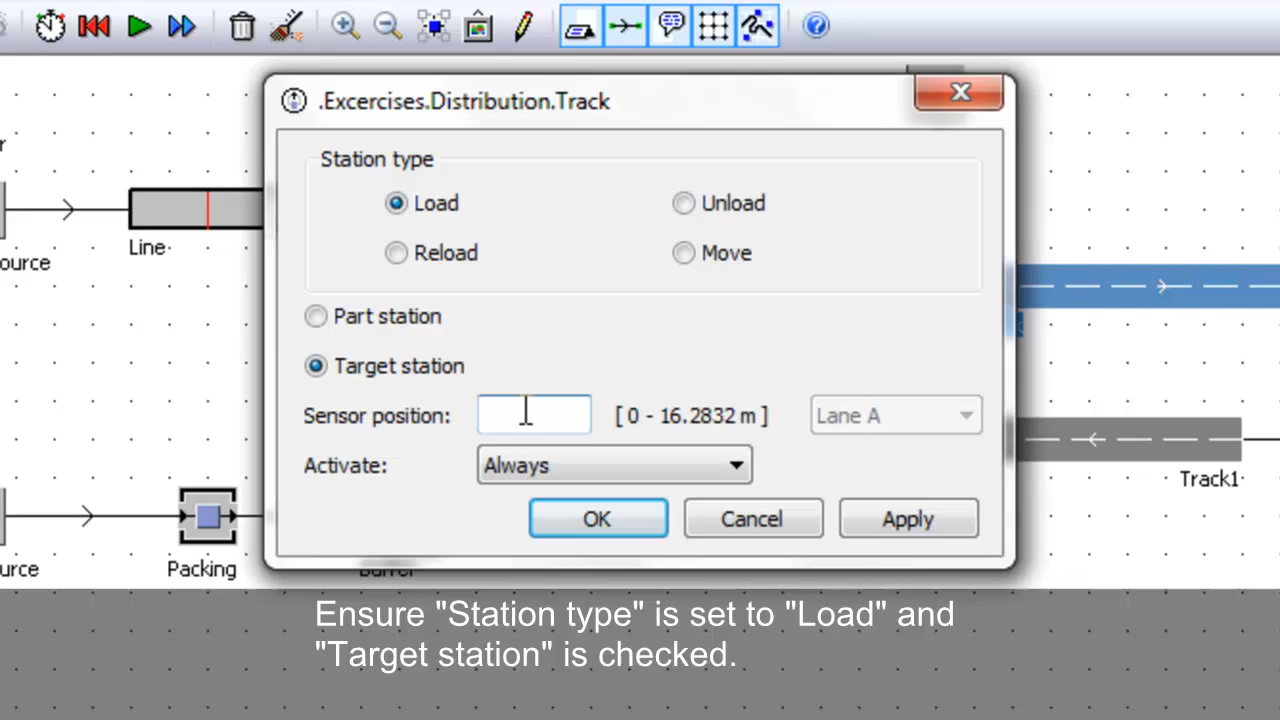 .Excercises.Distribution.Track
Station type
Load
Unload
Reload
Move
Part station
Target station
Sensor position:
[ 0 - 16.2832 m ]
Lane A
Activate:
Always
OK
Cancel
Apply
r
ource
Line
Track1
urce
Packing
Ensure "Station type" is set to "Load" and
"Target station" is checked.